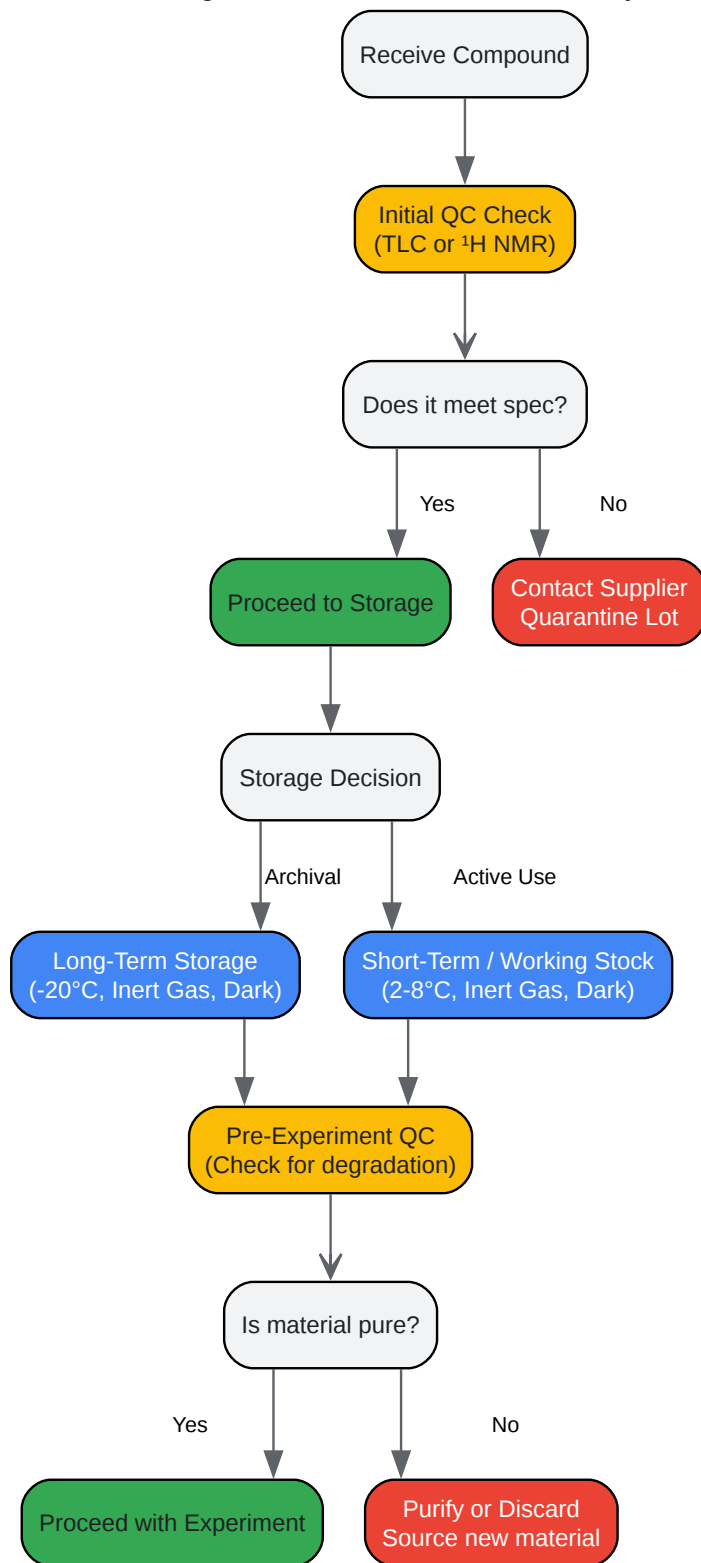 Receive Compound
Initial QC Check
(TLC or ¹H NMR)
Does it meet spec?
Yes
No
Proceed to Storage
Contact Supplier
Quarantine Lot
Storage Decision
Archival
Active Use
Long-Term Storage
(-20°C, Inert Gas, Dark)
Short-Term / Working Stock
(2-8°C, Inert Gas, Dark)
Pre-Experiment QC
(Check for degradation)
Is material pure?
Yes
No
Proceed with Experiment
Purify or Discard
Source new material